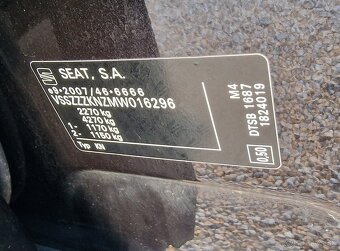 SEAT, S.A.
e9*2007/46*6666
VSSZZZKNZMW016296
2270 kg
4270 kg
1 - 1170 kg
2 - 1160 kg
Typ KN
M4
DTSB 1687
1824019
0,50